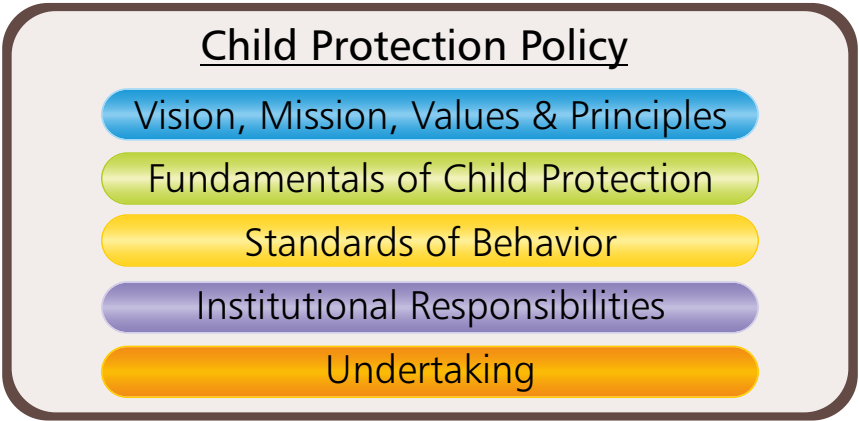 Child Protection Policy
Vision, Mission, Values & Principles
Fundamentals of Child Protection
Standards of Behavior
Institutional Responsibilities
Undertaking